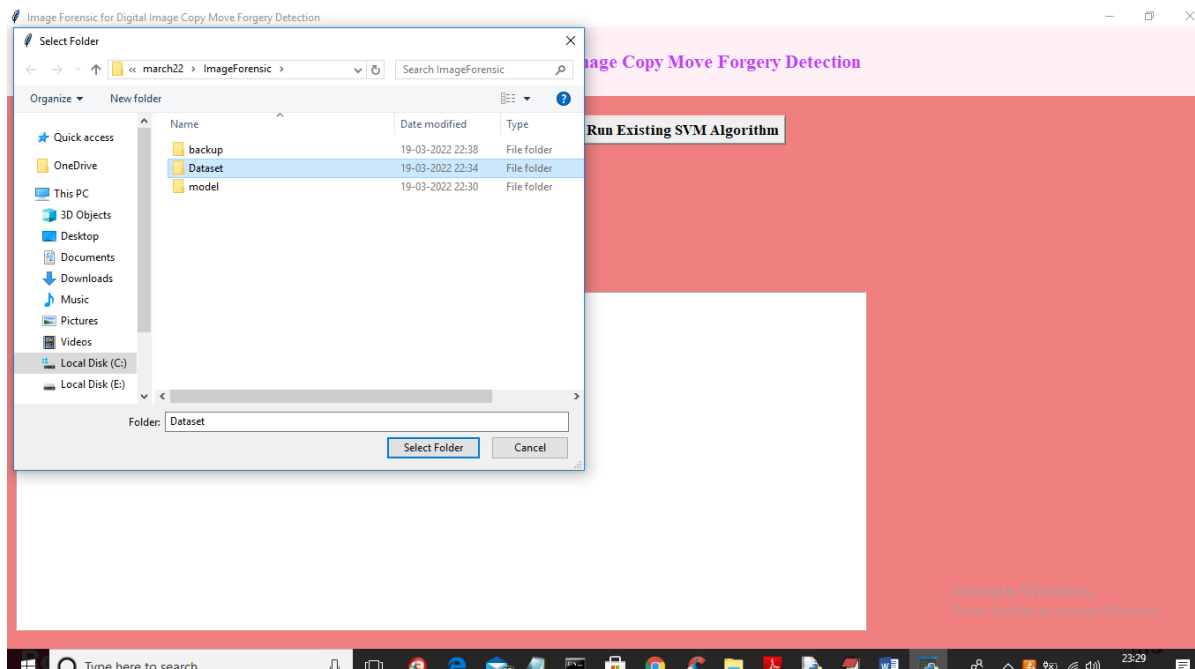 Image Forensic for Digital Image Copy Move Forgery Detection
Select Folder
« march22 › ImageForensic ›
Search ImageForensic
Organize
New folder
Name Date modified Type
backup 19-03-2022 22:38 File folder
Dataset 19-03-2022 22:34 File folder
model 19-03-2022 22:30 File folder
Quick access
OneDrive
This PC
3D Objects
Desktop
Documents
Downloads
Music
Pictures
Videos
Local Disk (C:)
Local Disk (E:)
Folder: Dataset
Select Folder
Cancel
Image Copy Move Forgery Detection
Run Existing SVM Algorithm
Activate Windows
Go to Settings to activate Windows.
Type here to search
23:29